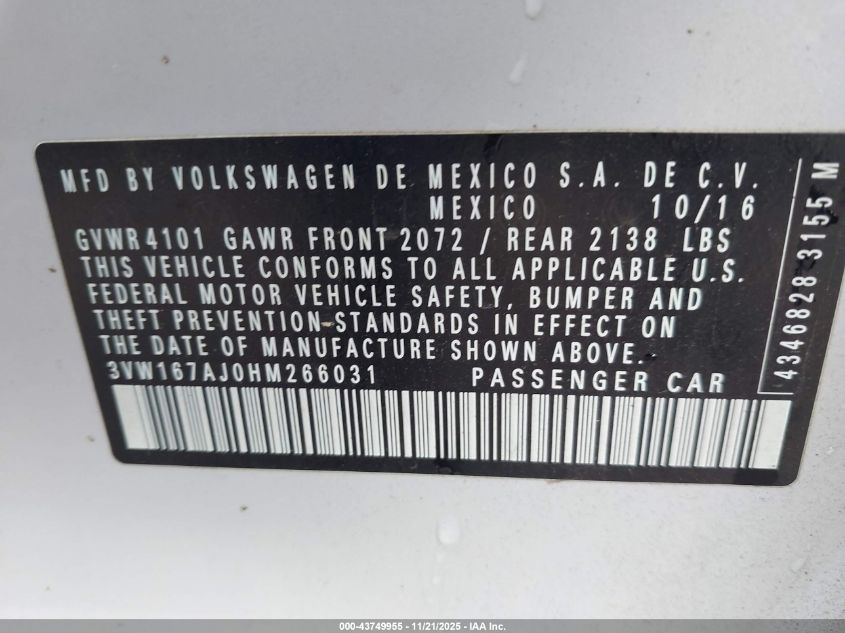 MFD BY VOLKSWAGEN DE MEXICO S.A. DE C.V.
MEXICO 10/16
GVWR 4101 GAWR FRONT 2072 / REAR 2138 LBS
THIS VEHICLE CONFORMS TO ALL APPLICABLE U.S.
FEDERAL MOTOR VEHICLE SAFETY, BUMPER AND
THEFT PREVENTION STANDARDS IN EFFECT ON
THE DATE OF MANUFACTURE SHOWN ABOVE.
3VW167AJ0HM266031 PASSENGER CAR
4346828 3155 M
000-43749955 - 11/21/2025 - IAA Inc.